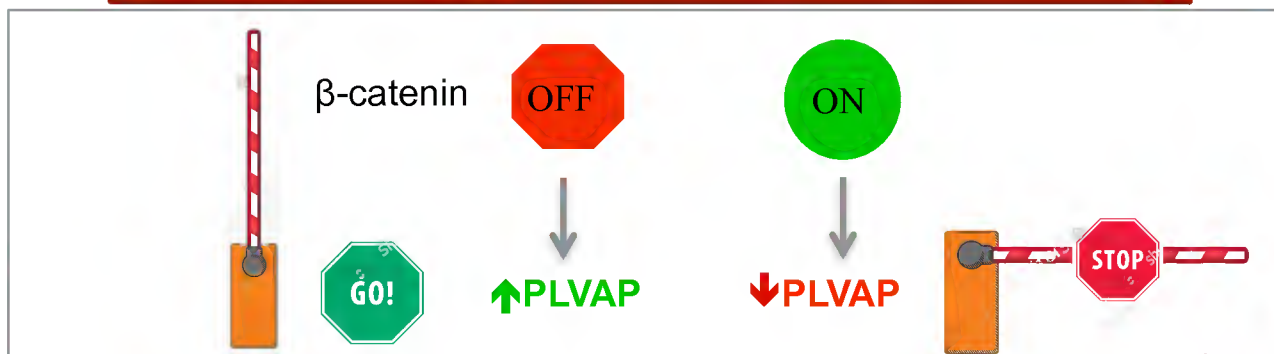 β-catenin
OFF
ON
GO!
↑PLVAP
↓PLVAP
STOP